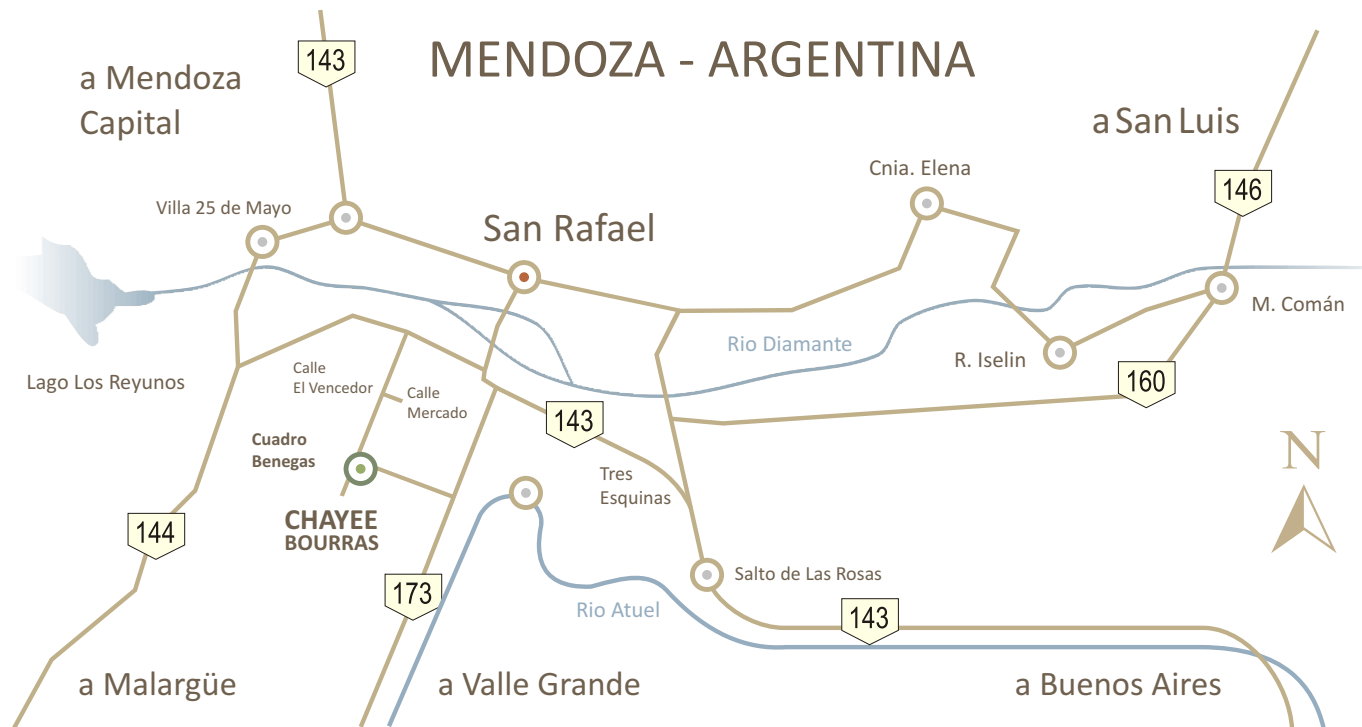 MENDOZA - ARGENTINA
143
a Mendoza
Capital
a San Luis
Cnia. Elena
146
Villa 25 de Mayo
San Rafael
M. Comán
Rio Diamante
R. Iselin
Lago Los Reyunos
Calle
El Vencedor
Calle
Mercado
160
143
Cuadro
Benegas
N
Tres
Esquinas
CHAYEE
BOURRAS
144
Salto de Las Rosas
173
Rio Atuel
143
a Malargüe
a Valle Grande
a Buenos Aires